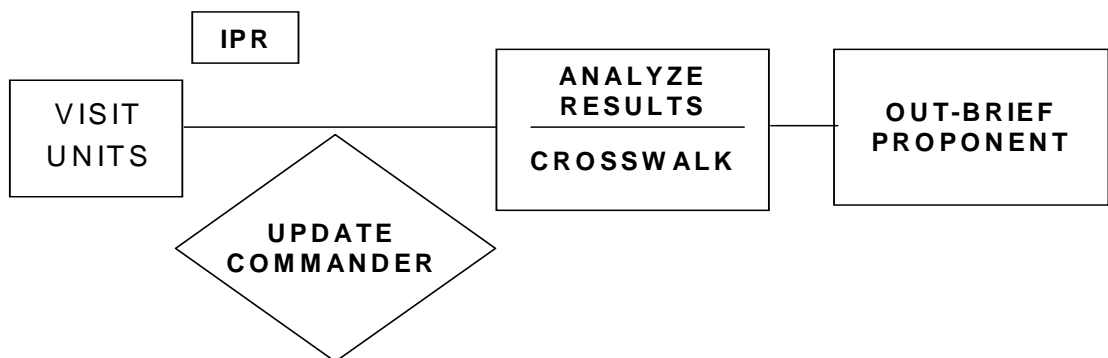 IPR
VISIT
UNITS
UPDATE
COMMANDER
ANALYZE
RESULTS
CROSSWALK
OUT-BRIEF
PROPONENT